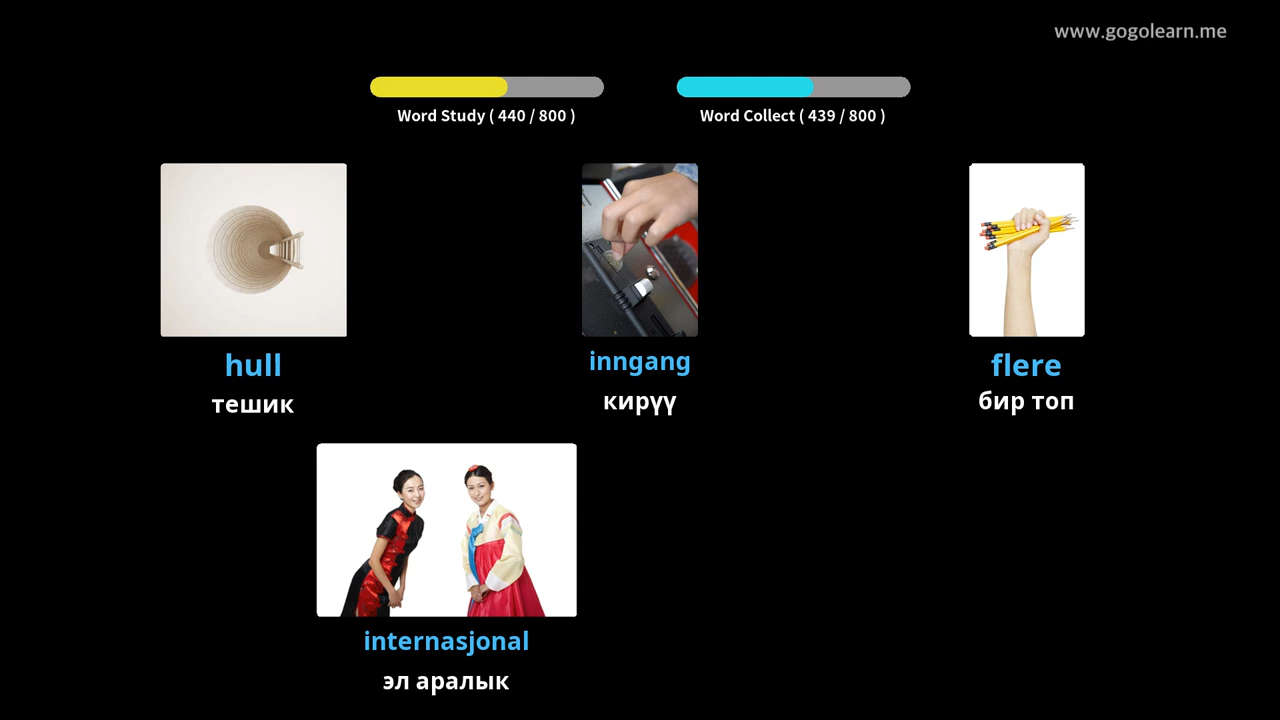 www.gogolearn.me
Word Study ( 440 / 800 )
Word Collect ( 439 / 800 )
hull
тешик
inngang
кирүү
flere
бир топ
internasjonal
эл аралык